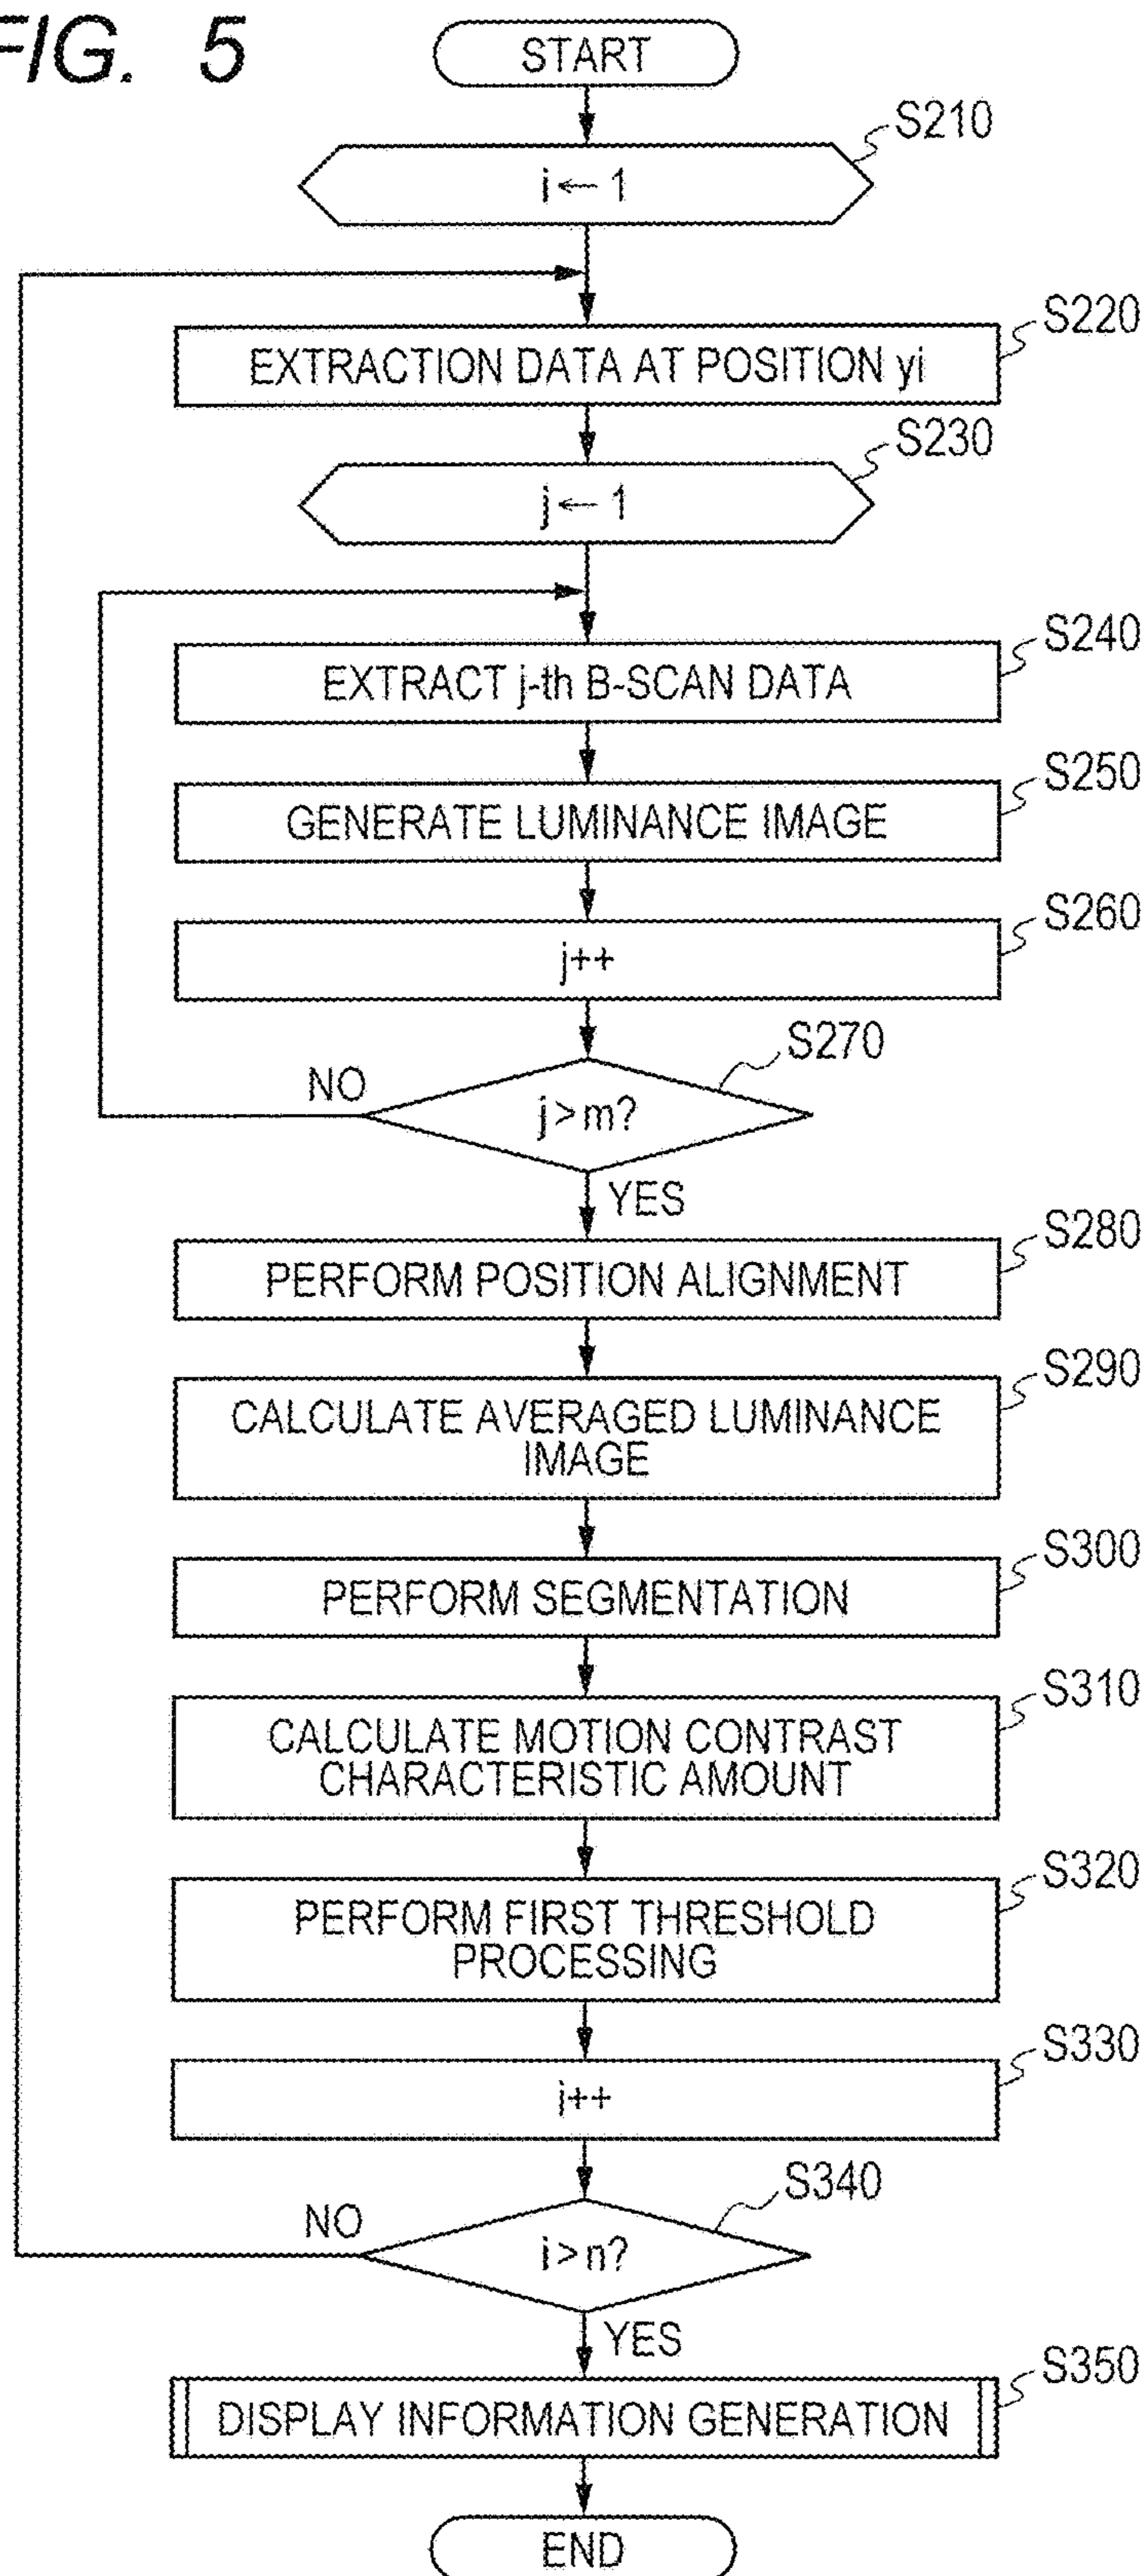 FIG. 5
START
S210
i ← 1
S220
EXTRACTION DATA AT POSITION yi
S230
j ← 1
S240
EXTRACT j-th B-SCAN DATA
S250
GENERATE LUMINANCE IMAGE
S260
j++
S270
NO
j > m?
YES
S280
PERFORM POSITION ALIGNMENT
S290
CALCULATE AVERAGED LUMINANCE
IMAGE
S300
PERFORM SEGMENTATION
S310
CALCULATE MOTION CONTRAST
CHARACTERISTIC AMOUNT
S320
PERFORM FIRST THRESHOLD
PROCESSING
S330
j++
S340
NO
i > n?
YES
S350
DISPLAY INFORMATION GENERATION
END